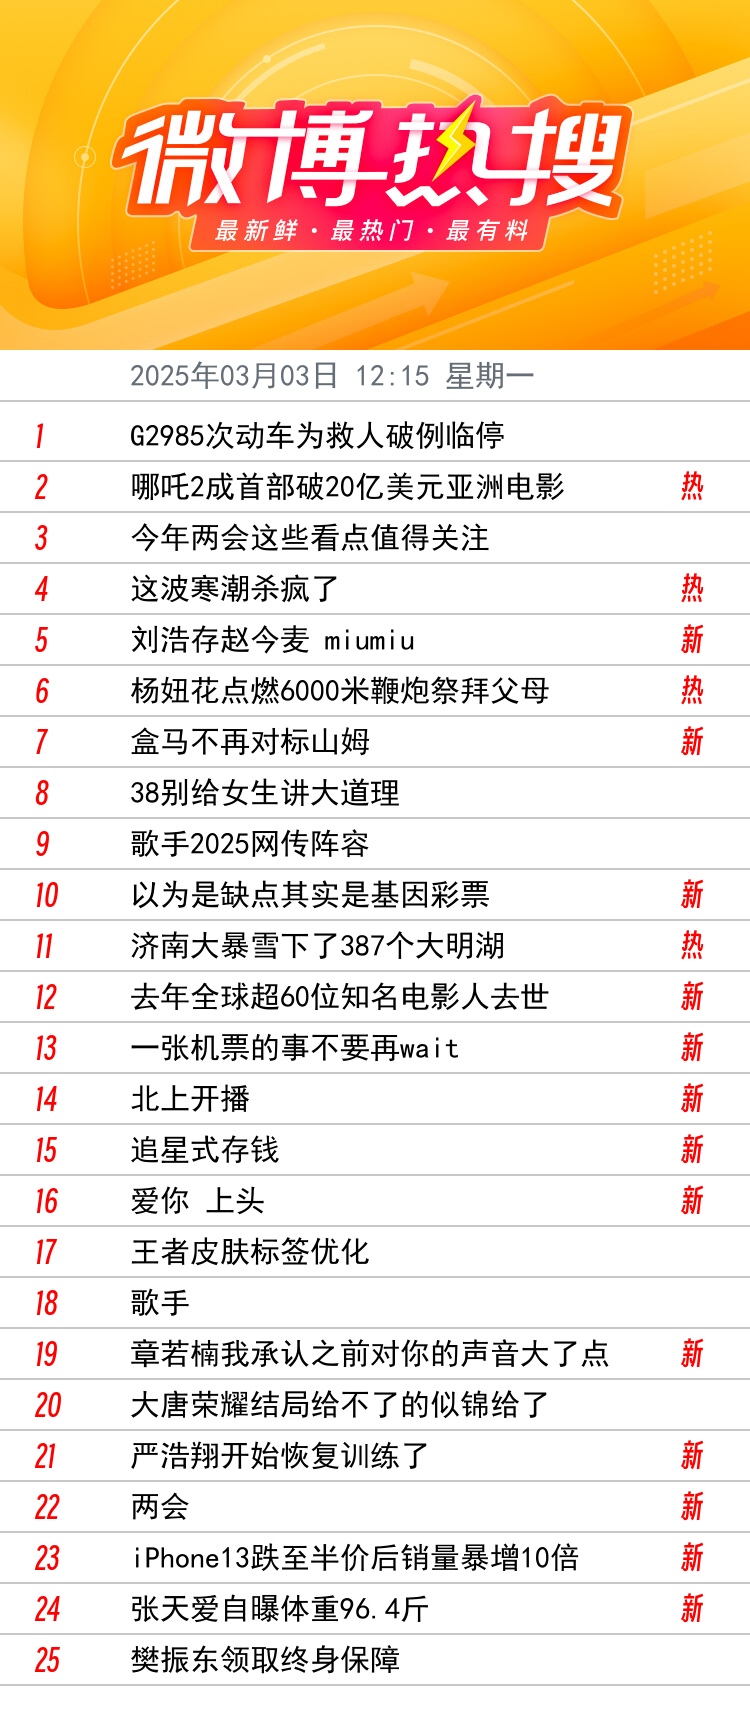 微博热搜
最新鲜·最热门·最有料
2025年03月03日 12:15 星期一
1 G2985次动车为救人破例临停
2 哪吒2成首部破20亿美元亚洲电影 热
3 今年两会这些看点值得关注
4 这波寒潮杀疯了 热
5 刘浩存赵今麦 miumiu 新
6 杨妞花点燃6000米鞭炮祭拜父母 热
7 盒马不再对标山姆 新
8 38别给女生讲大道理
9 歌手2025网传阵容
10 以为是缺点其实是基因彩票 新
11 济南大暴雪下了387个大明湖 热
12 去年全球超60位知名电影人去世 新
13 一张机票的事不要再wait 新
14 北上开播 新
15 追星式存钱 新
16 爱你 上头 新
17 王者皮肤标签优化
18 歌手
19 章若楠我承认之前对你的声音大了点 新
20 大唐荣耀结局给不了的似锦给了
21 严浩翔开始恢复训练了 新
22 两会 新
23 iPhone13跌至半价后销量暴增10倍 新
24 张天爱自曝体重96.4斤 新
25 樊振东领取终身保障